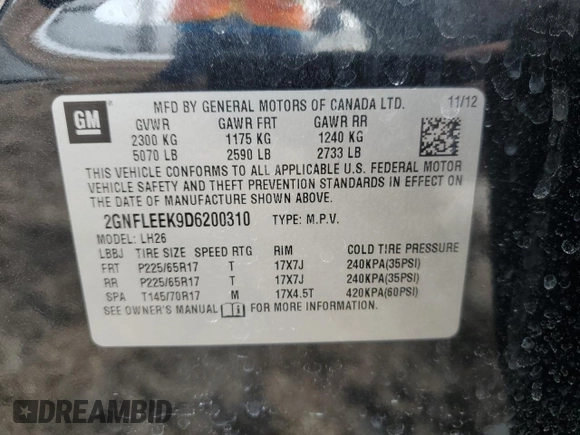 GM
MFD BY GENERAL MOTORS OF CANADA LTD. 11/12
GVWR GAWR FRT GAWR RR
2300 KG 1175 KG 1240 KG
5070 LB 2590 LB 2733 LB
THIS VEHICLE CONFORMS TO ALL APPLICABLE U.S. FEDERAL MOTOR
VEHICLE SAFETY AND THEFT PREVENTION STANDARDS IN EFFECT ON
THE DATE OF MANUFACTURE SHOWN ABOVE.
2GNFLEEK9D6200310 TYPE: M.P.V.
MODEL: LH26
LBBJ TIRE SIZE SPEED RTG RIM COLD TIRE PRESSURE
FRT P225/65R17 T 17X7J 240KPA(35PSI)
RR P225/65R17 T 17X7J 240KPA(35PSI)
SPA T145/70R17 M 17X4.5T 420KPA(60PSI)
SEE OWNER'S MANUAL i FOR MORE INFORMATION
DREAMBID